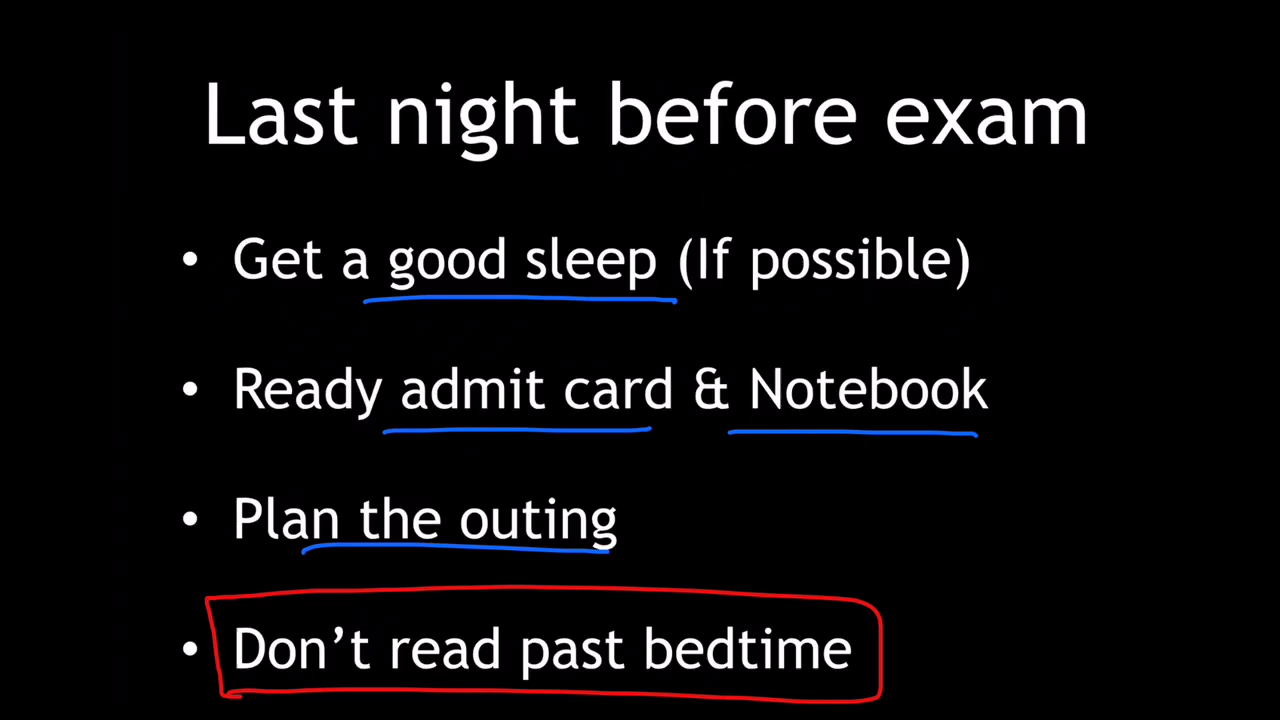 Last night before exam
• Get a good sleep (If possible)
• Ready admit card & Notebook
• Plan the outing
• Don’t read past bedtime